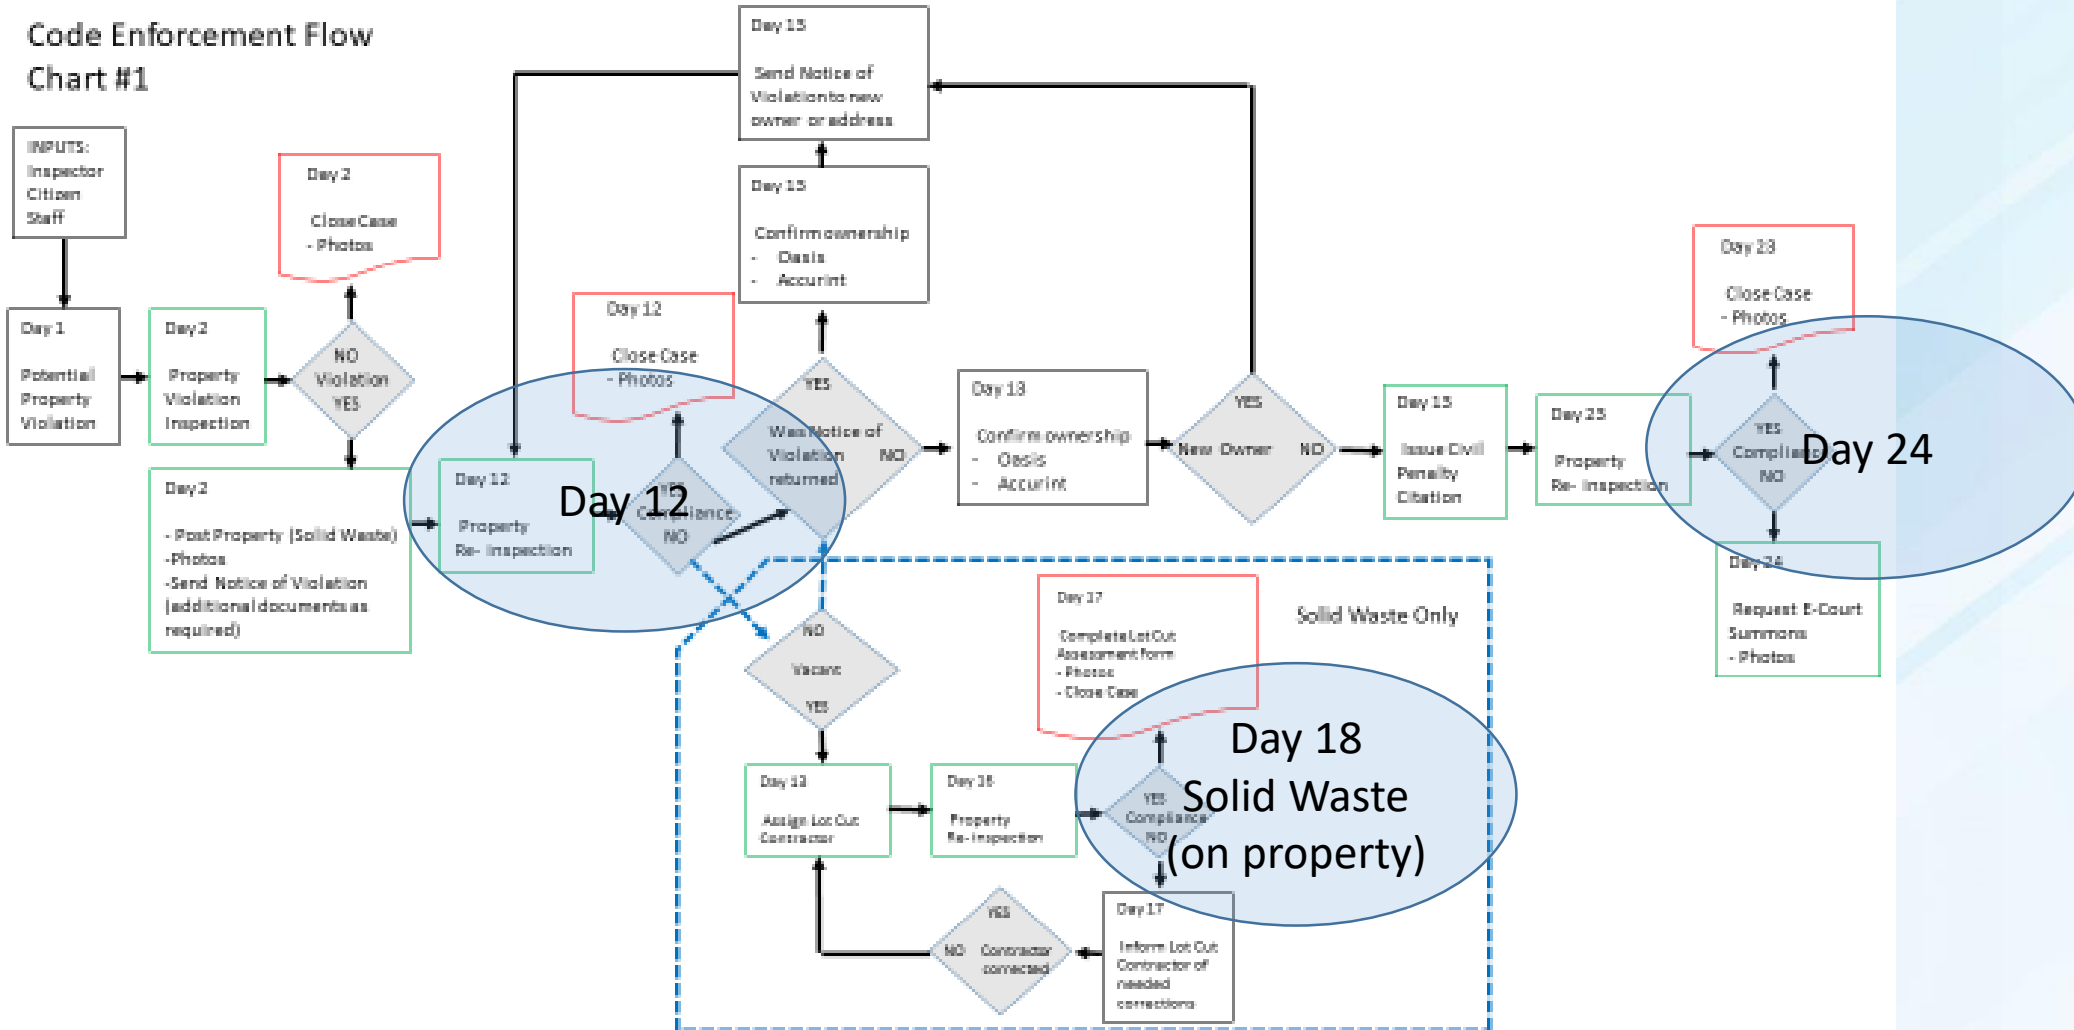 Code Enforcement Flow
Chart #1
INPUTS:
Inspector
Citizen
Staff
Day 1
Potential
Property
Violation
Day 2
Property
Violation
Inspection
NO
Violation
YES
Day 2
Close Case
- Photos
Day 2
- Post Property (Solid Waste)
-Photos
-Send Notice of Violation
(additional documents as
required)
Day 12
Property
Re- Inspection
YES
Compliance
NO
Day 12
Day 12
Close Case
- Photos
Was Notice of
Violation
returned
YES
NO
Day 13
Confirm ownership
- Oasis
- Accurint
Day 13
Send Notice of
Violation to new
owner or address
Day 13
Confirm ownership
- Oasis
- Accurint
YES
New Owner
NO
Day 13
Issue Civil
Penalty
Citation
Day 23
Property
Re- Inspection
YES
Compliance
NO
Day 24
Day 23
Close Case
- Photos
Day 24
Request E-Court
Summons
- Photos
Solid Waste Only
NO
Vacant
YES
Day 13
Assign Lot Cut
Contractor
Day 16
Property
Re-Inspection
YES
Compliance
NO
Day 18
Solid Waste
(on property)
Day 17
Complete Lot Cut
Assessment Form
- Photos
- Close Case
Day 17
Inform Lot Cut
Contractor of
needed
corrections
YES
NO Contractor
corrected